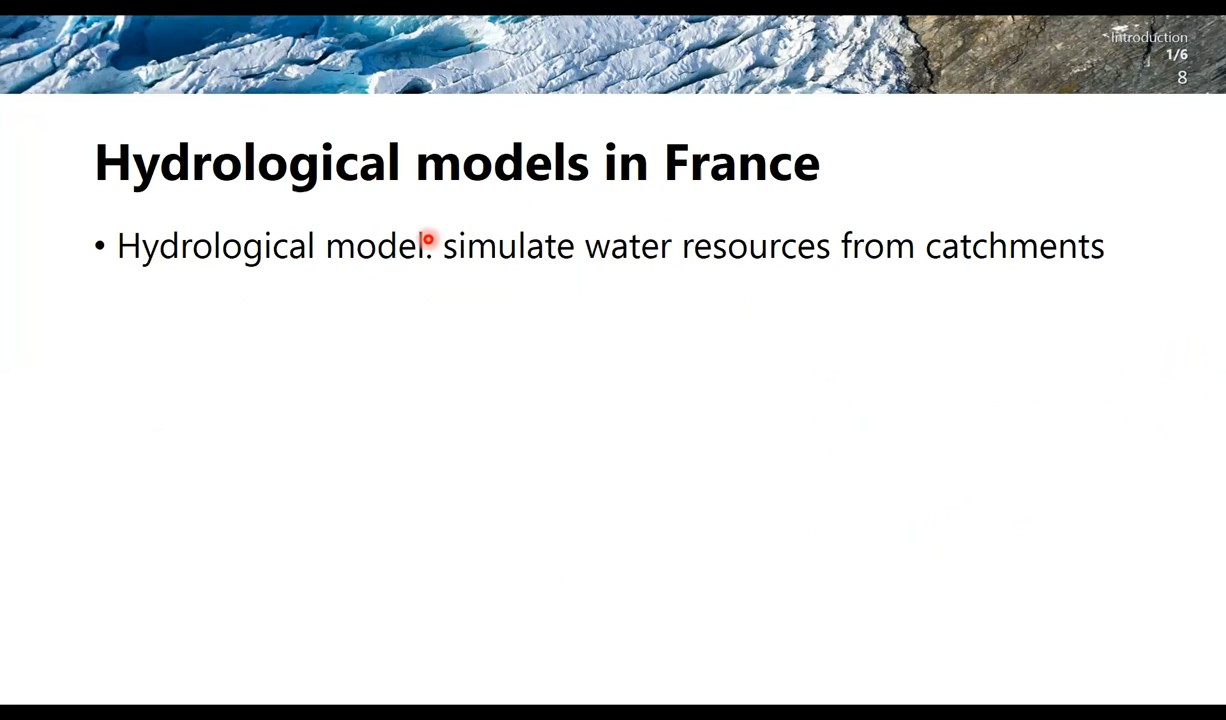 Introduction
1/6
8
Hydrological models in France
• Hydrological model: simulate water resources from catchments